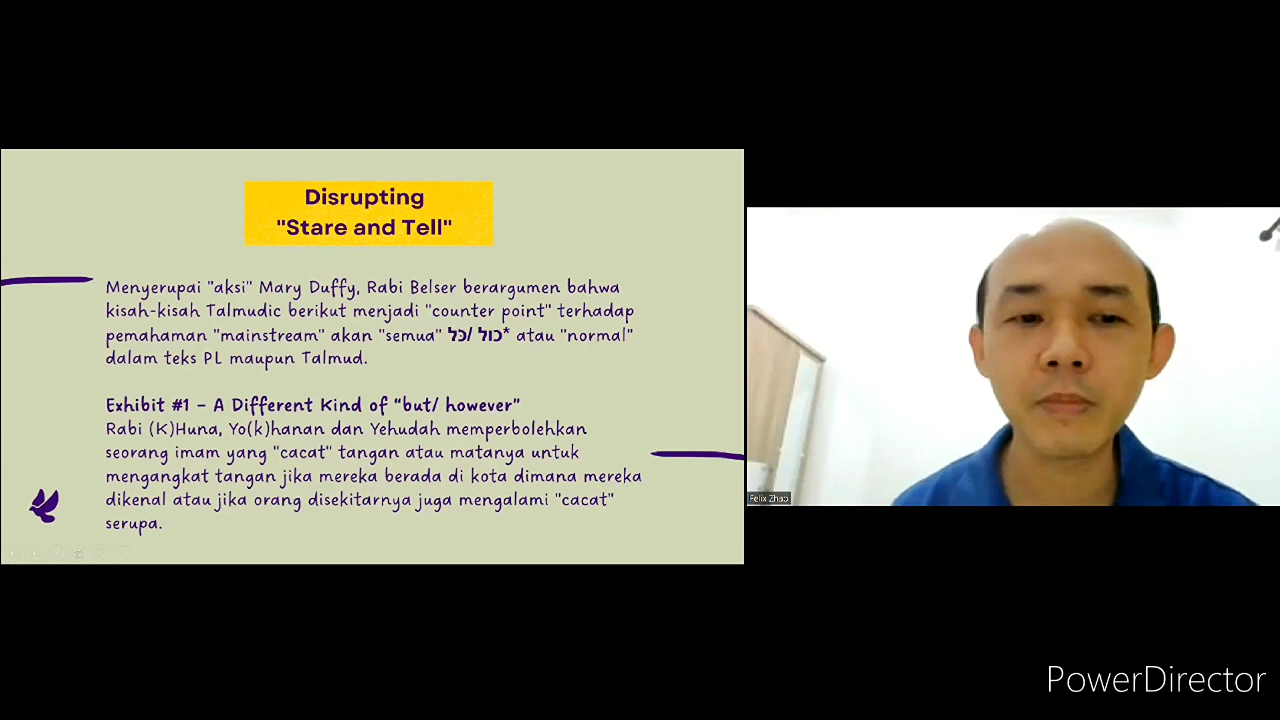 Disrupting
"Stare and Tell"
Menyerupai "aksi" Mary Duffy, Rabi Belser berargumen bahwa
kisah-kisah Talmudic berikut menjadi "counter point" terhadap
pemahaman "mainstream" akan "semua" כול /כל* atau "normal"
dalam teks PL maupun Talmud.
Exhibit #1 – A Different Kind of “but/ however”
Rabi (K)Huna, Yo(k)hanan dan Yehudah memperbolehkan
seorang imam yang "cacat" tangan atau matanya untuk
mengangkat tangan jika mereka berada di kota dimana mereka
dikenal atau jika orang disekitarnya juga mengalami "cacat"
serupa.
Felix Zhao
PowerDirector